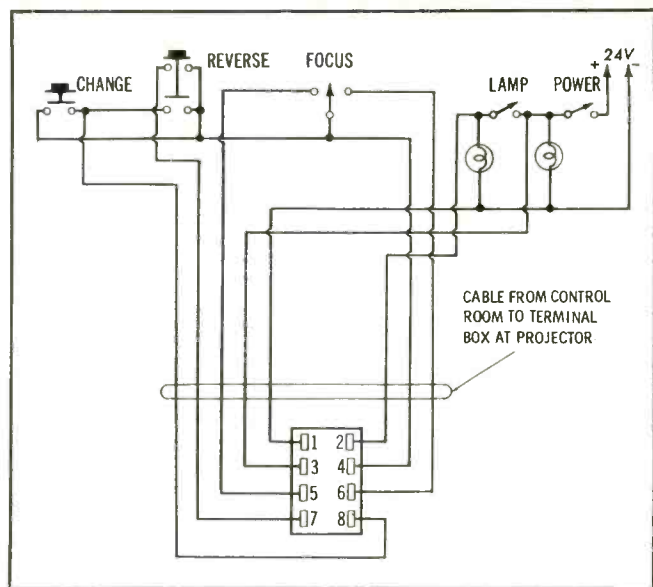 CHANGE
REVERSE
FOCUS
LAMP
POWER
+ 24V -
CABLE FROM CONTROL
ROOM TO TERMINAL
BOX AT PROJECTOR
1 2
3 4
5 6
7 8